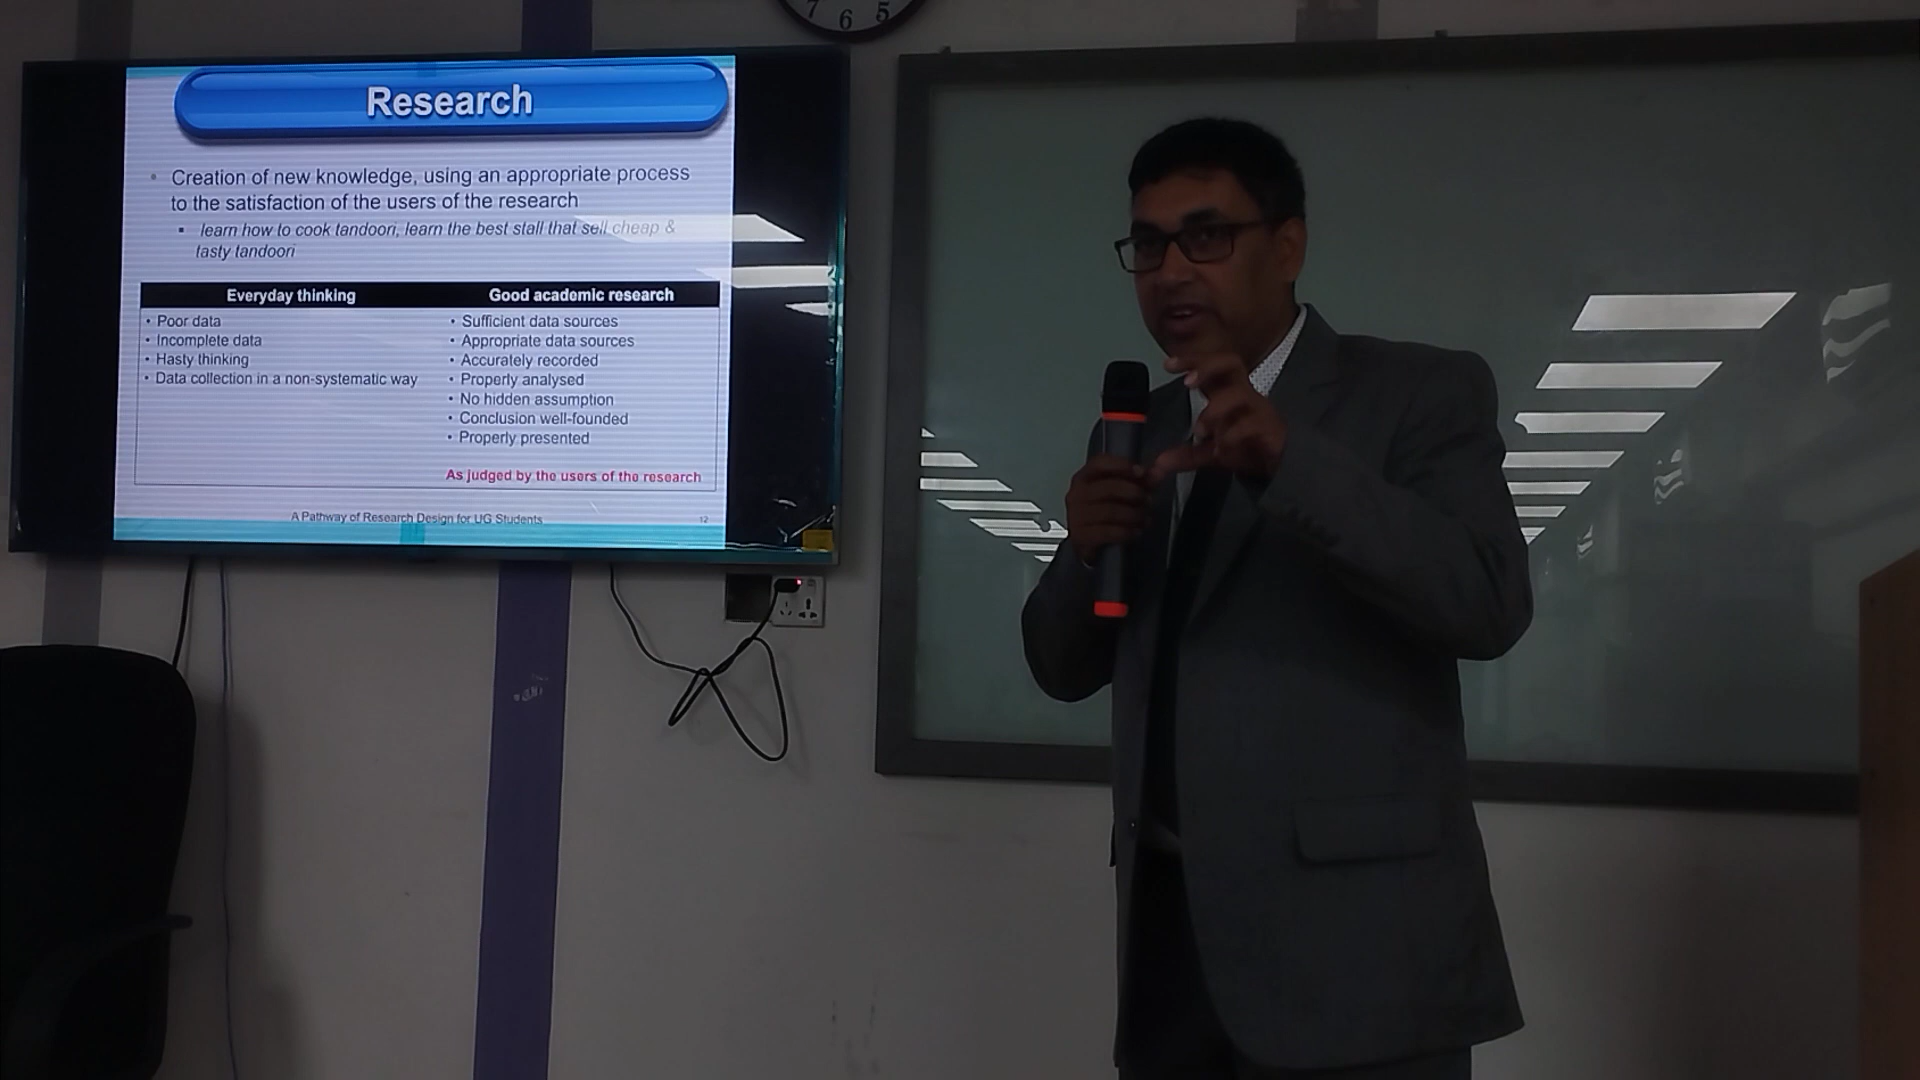 7 6 5
Research
• Creation of new knowledge, using an appropriate process
to the satisfaction of the users of the research
▪ learn how to cook tandoori, learn the best stall that sell cheap &
tasty tandoori
Everyday thinking
• Poor data
• Incomplete data
• Hasty thinking
• Data collection in a non-systematic way
Good academic research
• Sufficient data sources
• Appropriate data sources
• Accurately recorded
• Properly analysed
• No hidden assumption
• Conclusion well-founded
• Properly presented
As judged by the users of the research
A Pathway of Research Design for UG Students
12